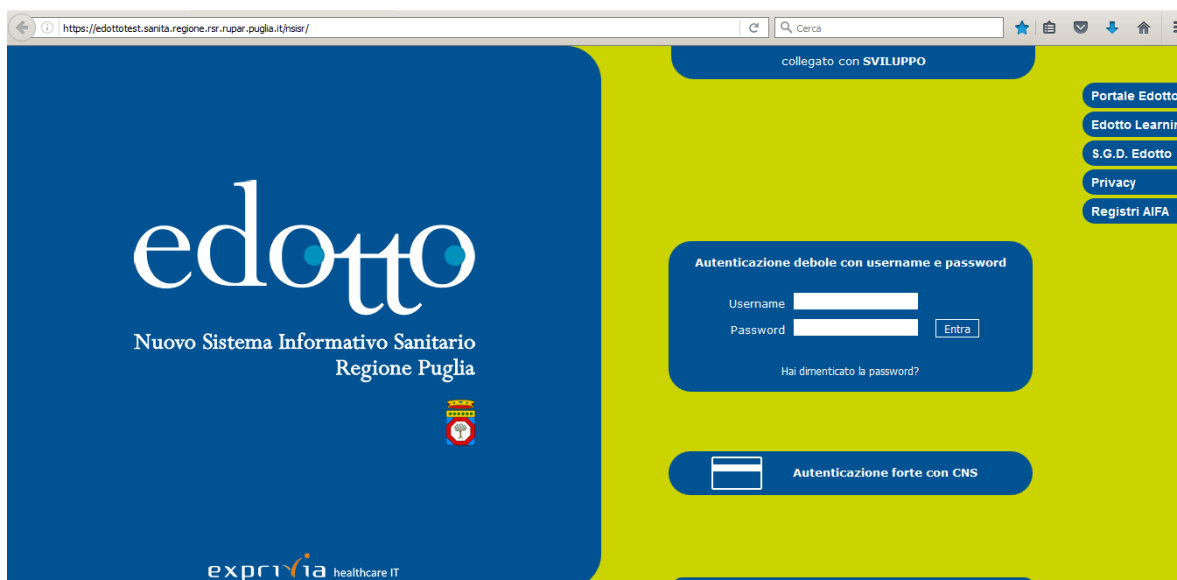 https://edottotest.sanita.regione.rsr.rupar.puglia.it/nsisr/
Cerca
collegato con SVILUPPO
Portale Edotto
Edotto Learnin
S.G.D. Edotto
Privacy
Registri AIFA
edotto
Nuovo Sistema Informativo Sanitario
Regione Puglia
Autenticazione debole con username e password
Username
Password
Entra
Hai dimenticato la password?
Autenticazione forte con CNS
exprivia healthcare IT